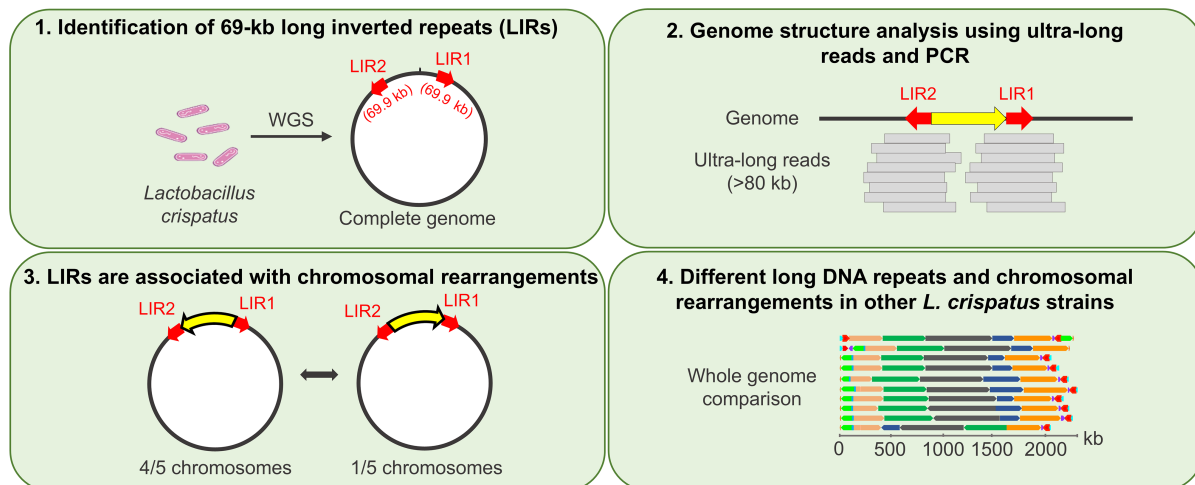 1. Identification of 69-kb long inverted repeats (LIRs)
LIR2
LIR1
(69.9 kb)
(69.9 kb)
WGS
Lactobacillus
crispatus
Complete genome
2. Genome structure analysis using ultra-long
reads and PCR
LIR2
LIR1
Genome
Ultra-long reads
(>80 kb)
3. LIRs are associated with chromosomal rearrangements
LIR2
LIR1
LIR2
LIR1
4/5 chromosomes
1/5 chromosomes
4. Different long DNA repeats and chromosomal
rearrangements in other L. crispatus strains
Whole genome
comparison
kb
0 500 1000 1500 2000